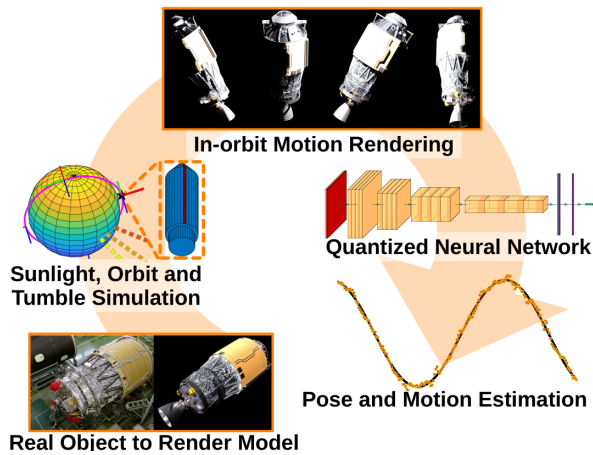 In-orbit Motion Rendering
Quantized Neural Network
Sunlight, Orbit and
Tumble Simulation
Pose and Motion Estimation
Real Object to Render Model